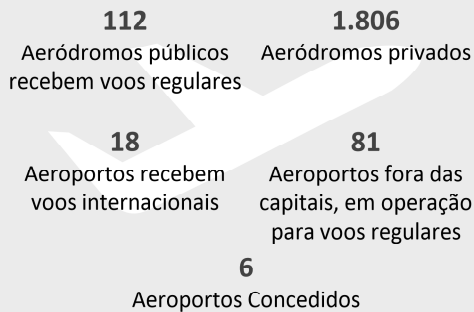 112
Aeródromos públicos
recebem voos regulares
1.806
Aeródromos privados
18
Aeroportos recebem
voos internacionais
81
Aeroportos fora das
capitais, em operação
para voos regulares
6
Aeroportos Concedidos